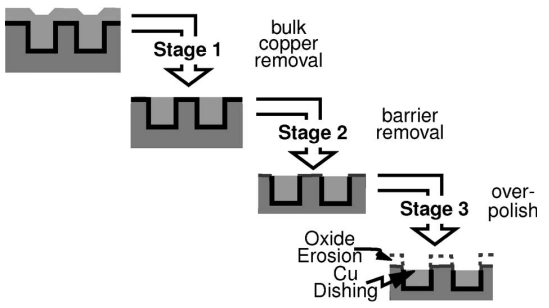 bulk
copper
removal
Stage 1
barrier
removal
Stage 2
over-
polish
Stage 3
Oxide
Erosion
Cu
Dishing